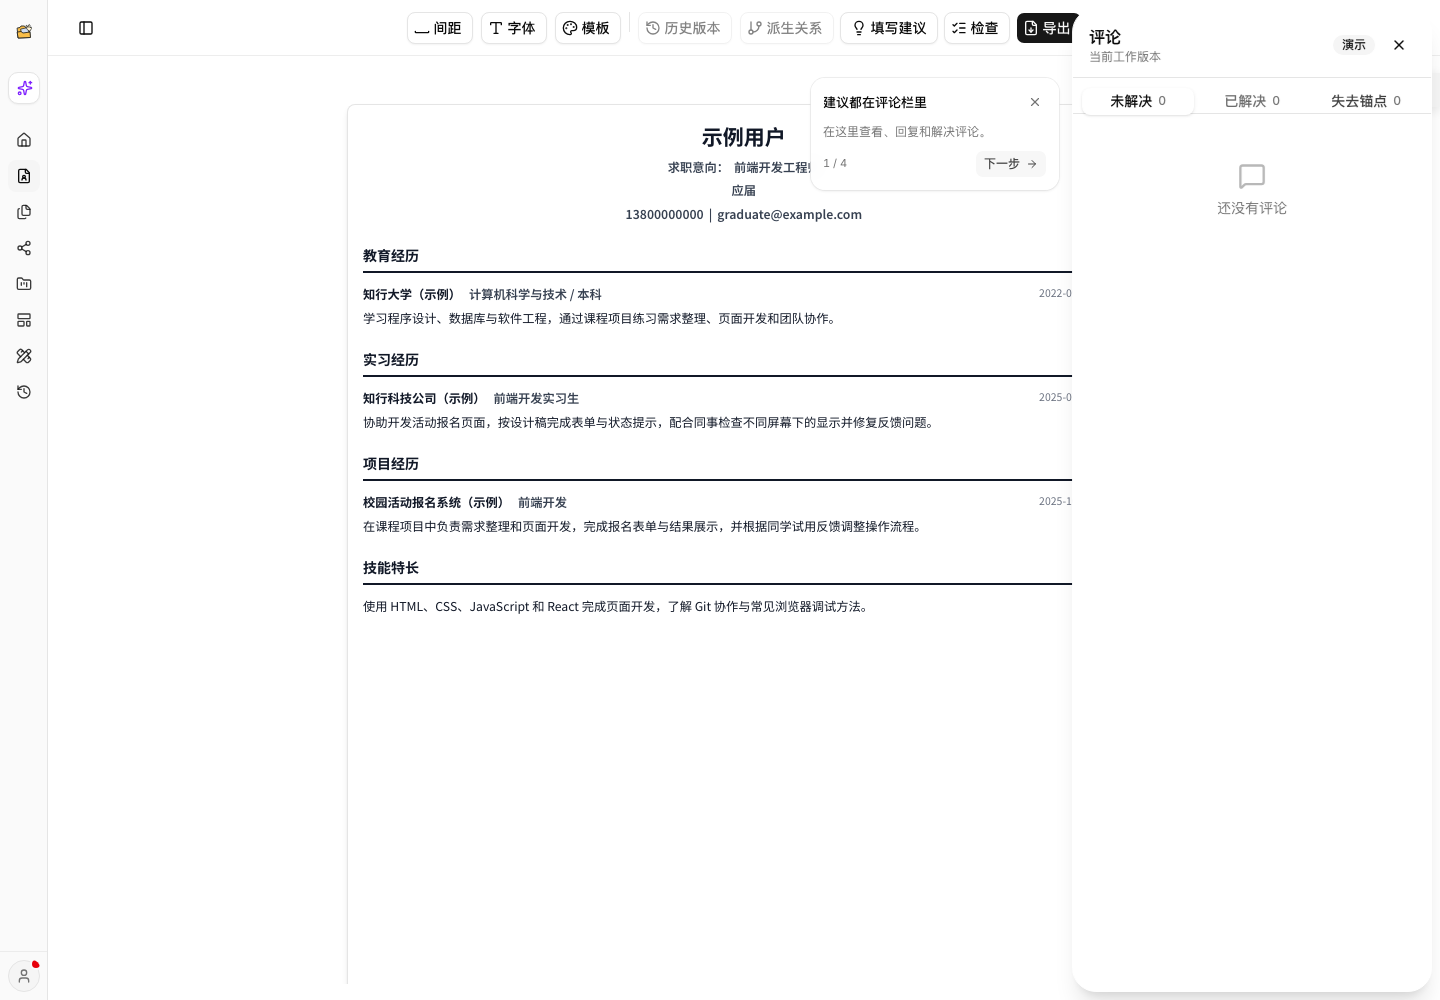 间距
字体
模板
历史版本
派生关系
填写建议
检查
导出
示例用户
求职意向： 前端开发工程
应届
13800000000 | graduate@example.com
教育经历
知行大学（示例） 计算机科学与技术 / 本科 2022-0
学习程序设计、数据库与软件工程，通过课程项目练习需求整理、页面开发和团队协作。
实习经历
知行科技公司（示例） 前端开发实习生 2025-0
协助开发活动报名页面，按设计稿完成表单与状态提示，配合同事检查不同屏幕下的显示并修复反馈问题。
项目经历
校园活动报名系统（示例） 前端开发 2025-1
在课程项目中负责需求整理和页面开发，完成报名表单与结果展示，并根据同学试用反馈调整操作流程。
技能特长
使用 HTML、CSS、JavaScript 和 React 完成页面开发，了解 Git 协作与常见浏览器调试方法。
建议都在评论栏里
在这里查看、回复和解决评论。
1 / 4
下一步
评论
当前工作版本
演示
未解决 0
已解决 0
失去锚点 0
还没有评论